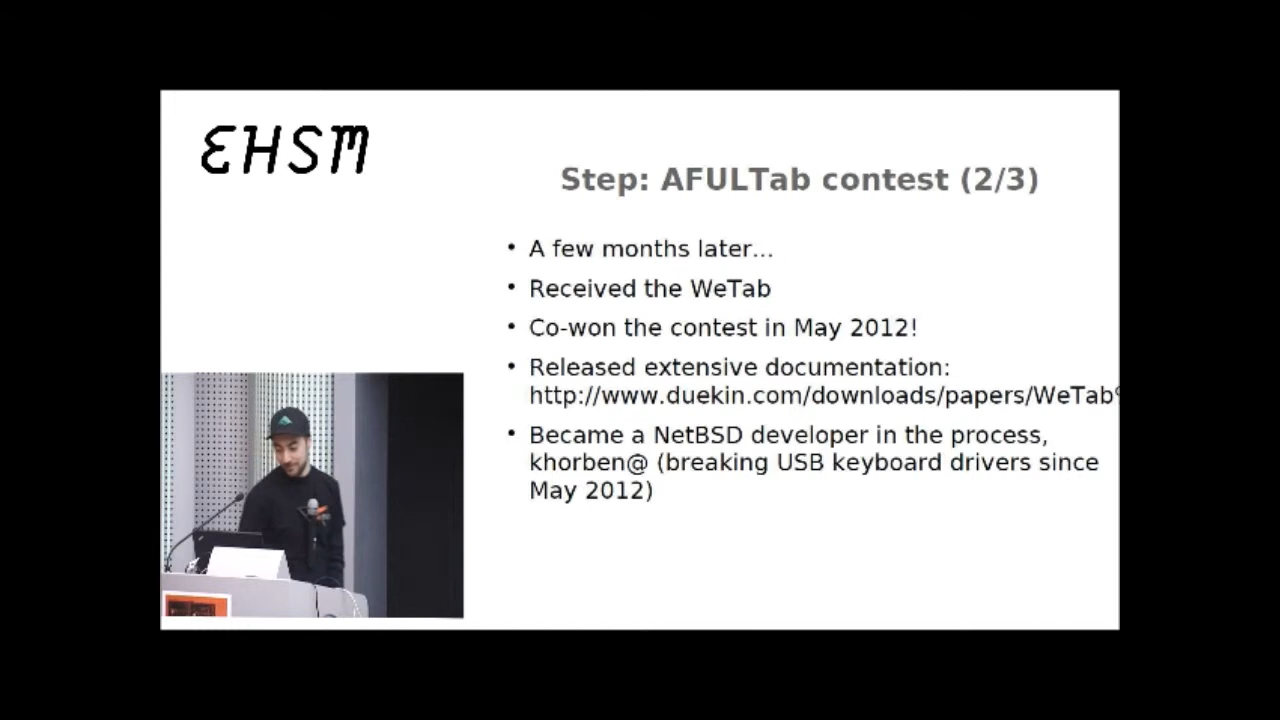 EHSM
Step: AFULTab contest (2/3)
• A few months later...
• Received the WeTab
• Co-won the contest in May 2012!
• Released extensive documentation:
http://www.duekin.com/downloads/papers/WeTab
• Became a NetBSD developer in the process,
khorben@ (breaking USB keyboard drivers since
May 2012)